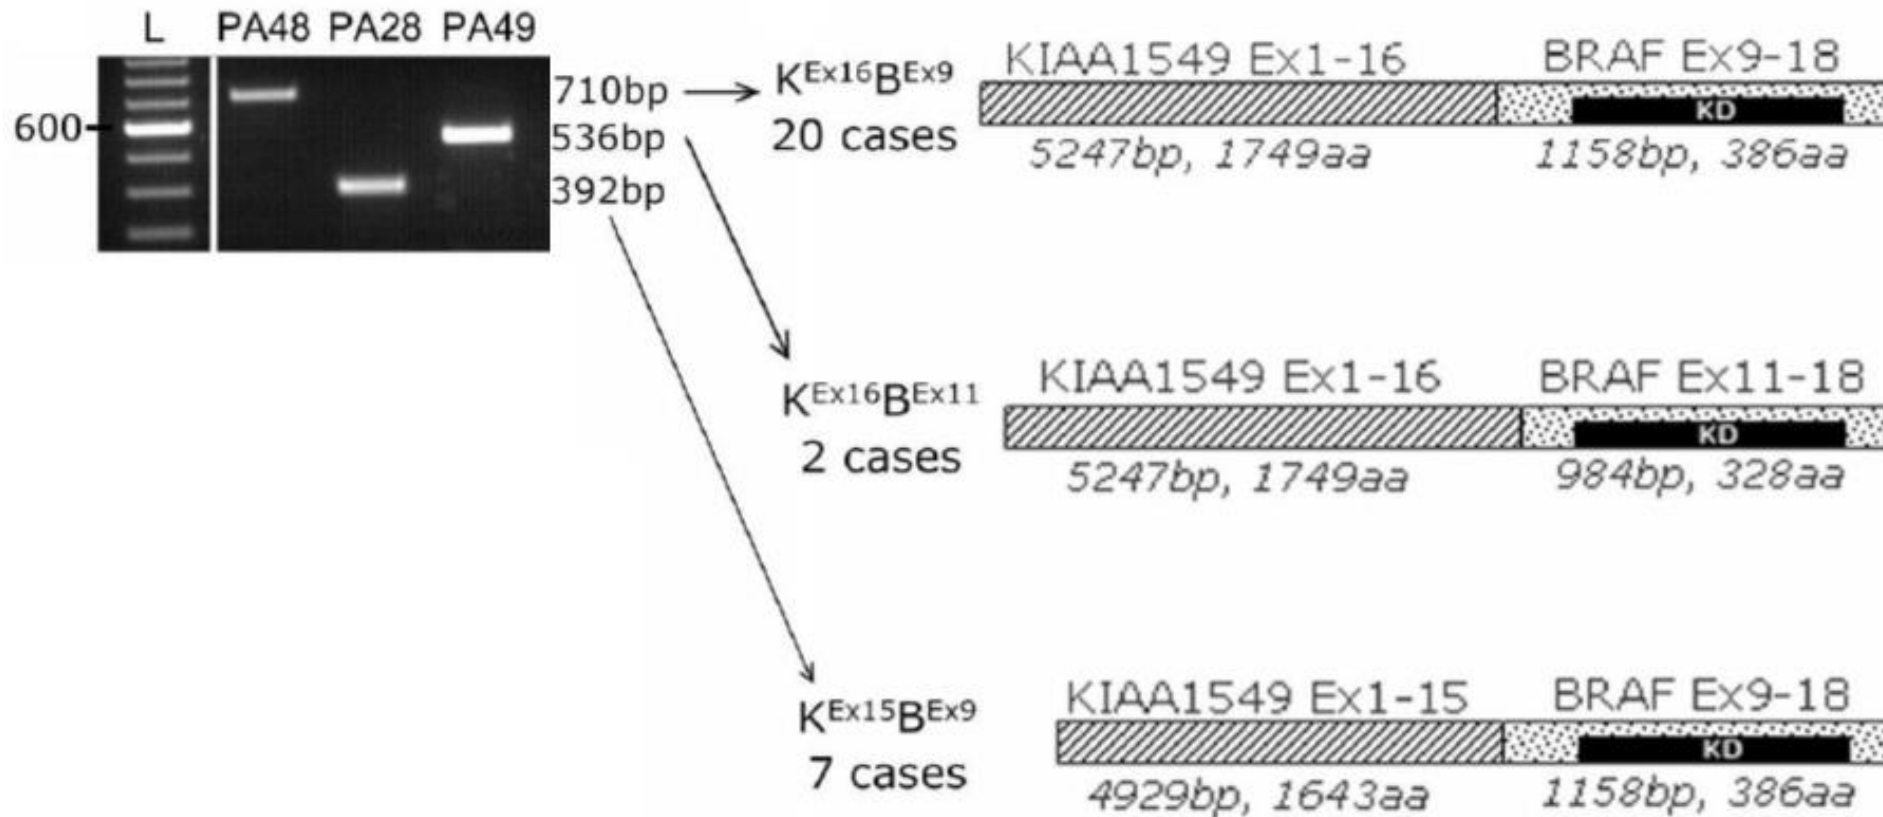 L PA48 PA28 PA49
600
710bp
536bp
392bp
KEx16BEx9
20 cases
KIAA1549 Ex1-16 BRAF Ex9-18
KD
5247bp, 1749aa 1158bp, 386aa
KEx16BEx11
2 cases
KIAA1549 Ex1-16 BRAF Ex11-18
KD
5247bp, 1749aa 984bp, 328aa
KEx15BEx9
7 cases
KIAA1549 Ex1-15 BRAF Ex9-18
KD
4929bp, 1643aa 1158bp, 386aa